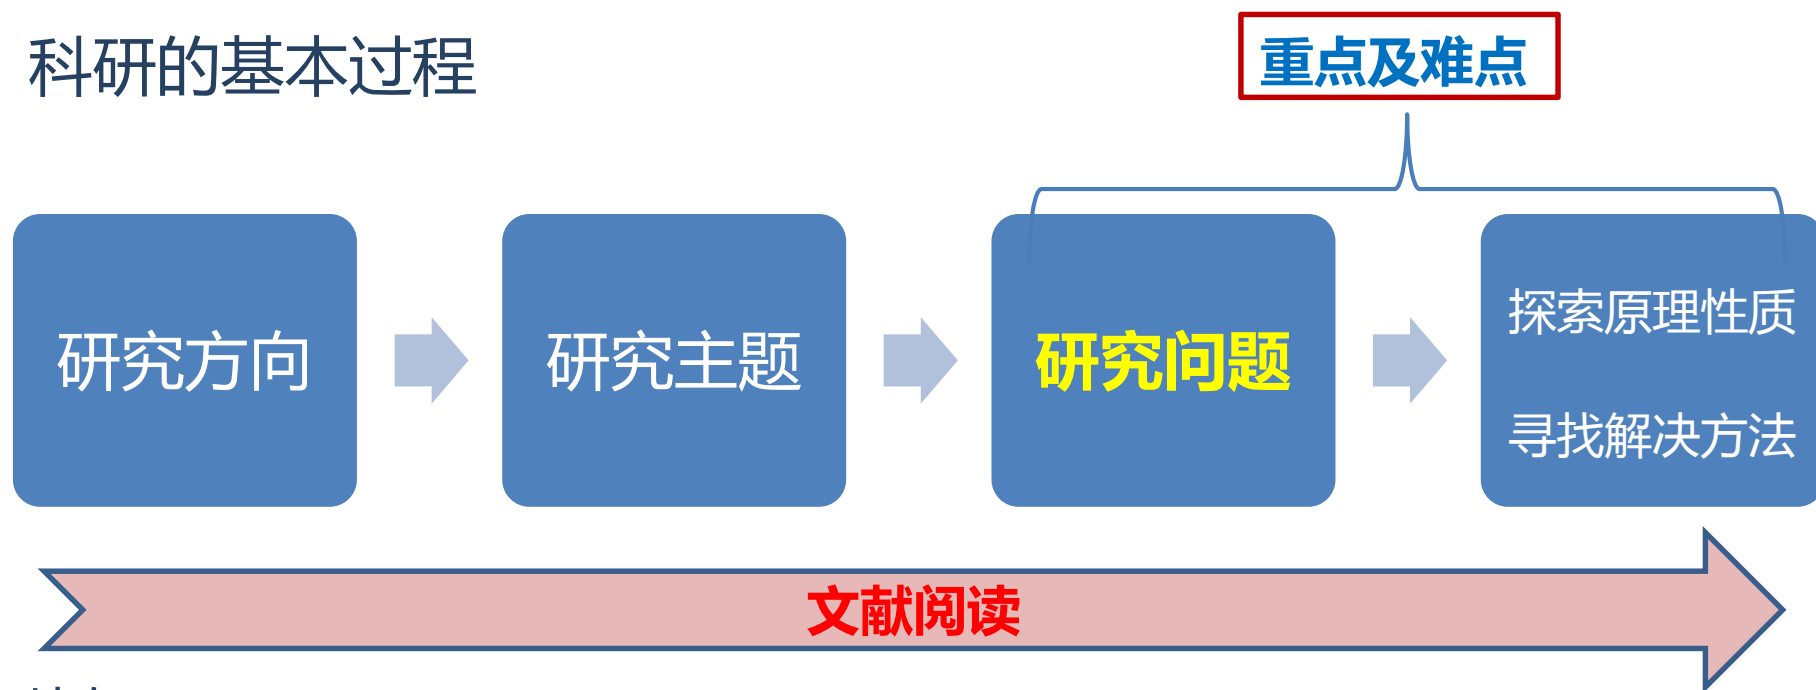 科研的基本过程
重点及难点
研究方向
研究主题
研究问题
探索原理性质
寻找解决方法
文献阅读